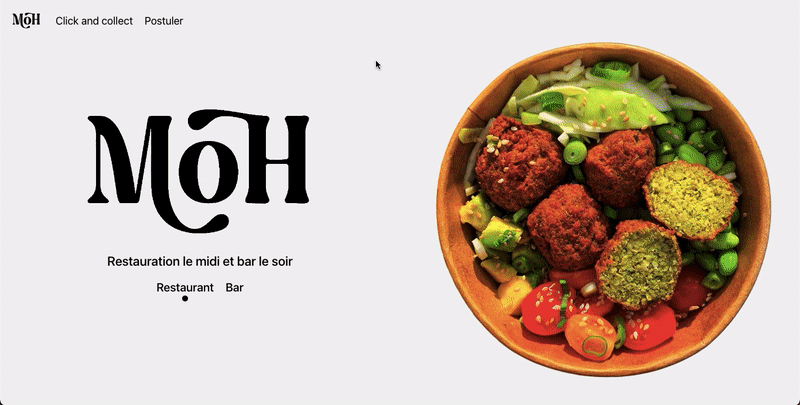 MoH Click and collect Postuler
MoH
Restauration le midi et bar le soir
Restaurant Bar